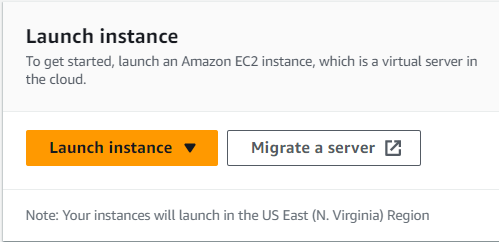 Launch instance
To get started, launch an Amazon EC2 instance, which is a virtual server in
the cloud.
Launch instance
Migrate a server
Note: Your instances will launch in the US East (N. Virginia) Region